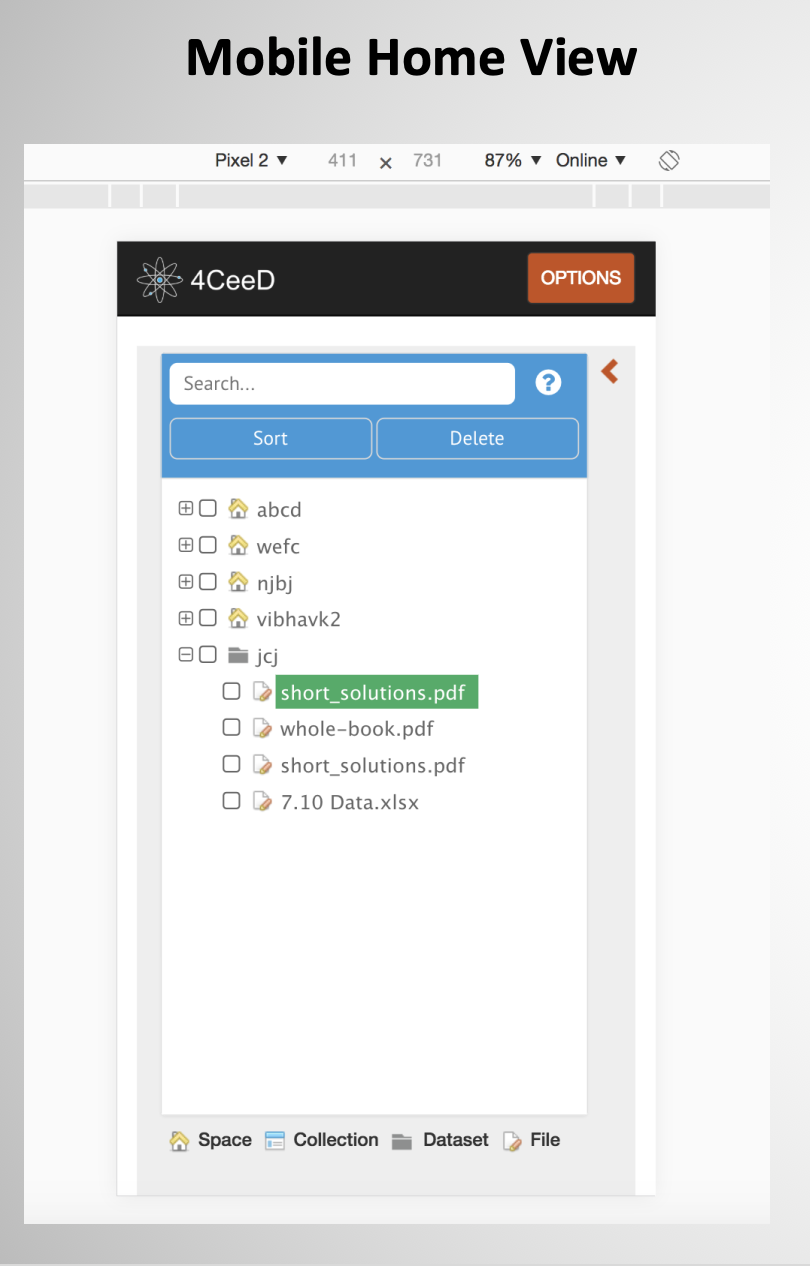 Mobile Home View
Pixel 2 ▼ 411 × 731 87% ▼ Online ▼
4CeeD OPTIONS
Search... ?
Sort Delete
abcd
wefc
njbj
vibhavk2
jcj
short_solutions.pdf
whole-book.pdf
short_solutions.pdf
7.10 Data.xlsx
Space Collection Dataset File